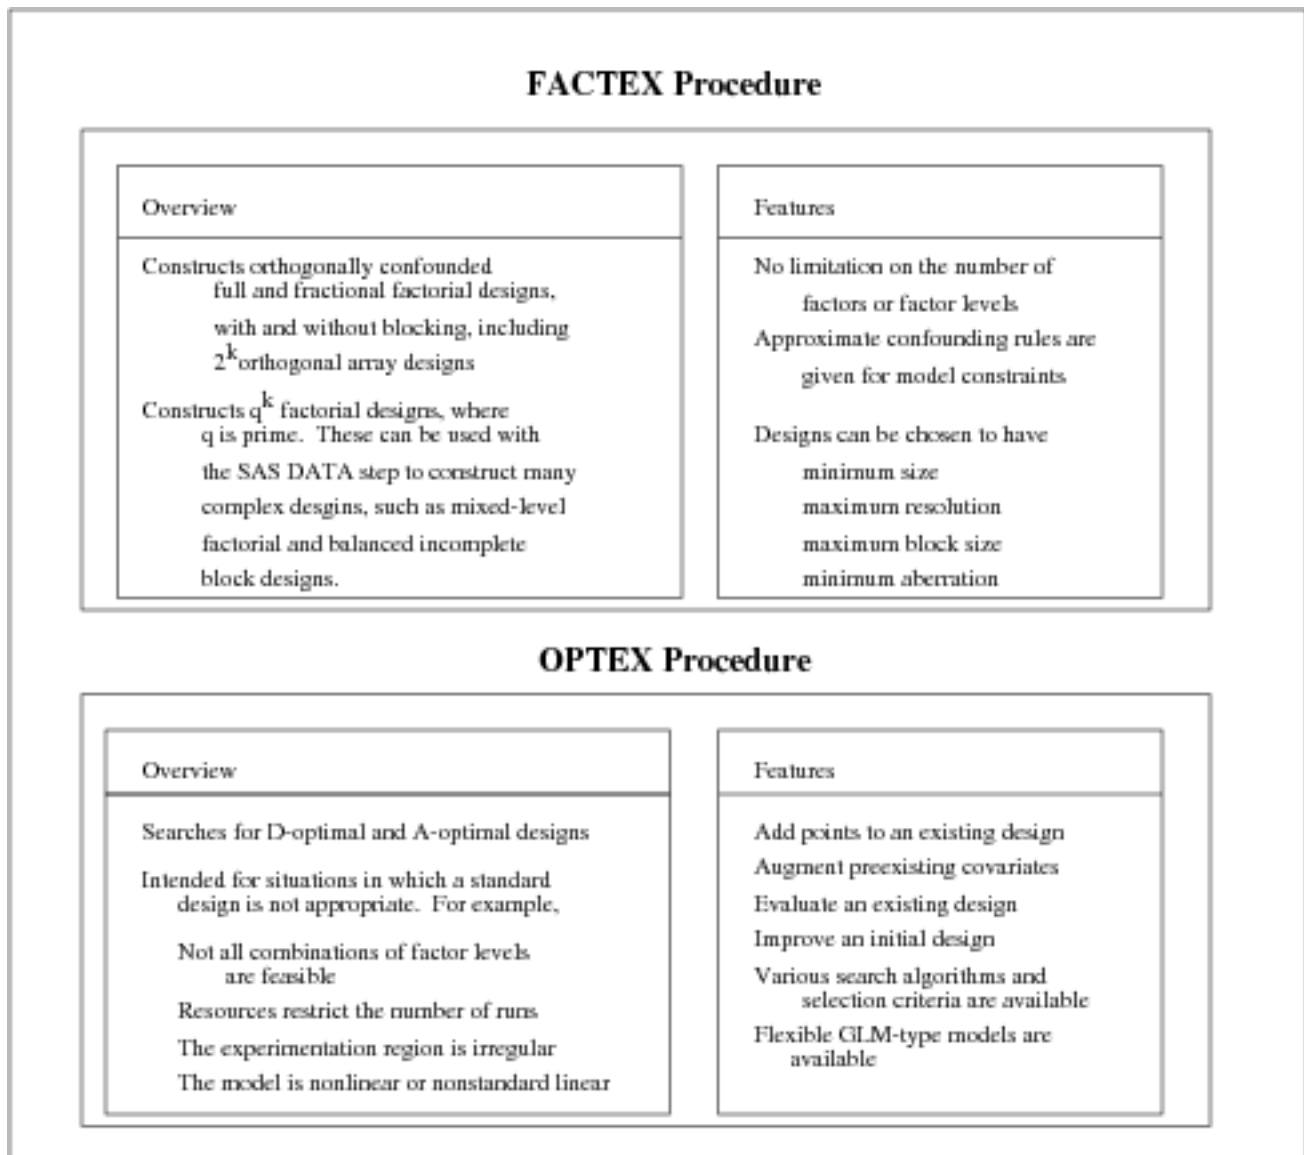 FACTEX Procedure
Overview
Constructs orthogonally confounded
full and fractional factorial designs,
with and without blocking, including
2^k orthogonal array designs
Constructs q^k factorial designs, where
q is prime. These can be used with
the SAS DATA step to construct many
complex desgins, such as mixed-level
factorial and balanced incomplete
block designs.
Features
No limitation on the number of
factors or factor levels
Approximate confounding rules are
given for model constraints
Designs can be chosen to have
minimum size
maximum resolution
maximum block size
minimum aberration
OPTEX Procedure
Overview
Searches for D-optimal and A-optimal designs
Intended for situations in which a standard
design is not appropriate. For example,
Not all combinations of factor levels
are feasible
Resources restrict the number of runs
The experimentation region is irregular
The model is nonlinear or nonstandard linear
Features
Add points to an existing design
Augment preexisting covariates
Evaluate an existing design
Improve an initial design
Various search algorithms and
selection criteria are available
Flexible GLM-type models are
available